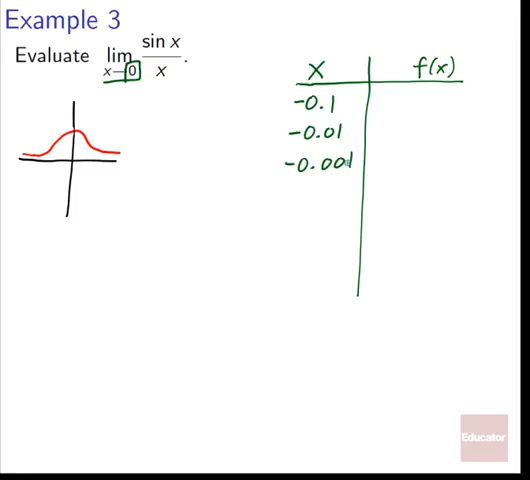 Example 3
Evaluate lim x→0 sin x / x.
x f(x)
-0.1
-0.01
-0.001
Educator